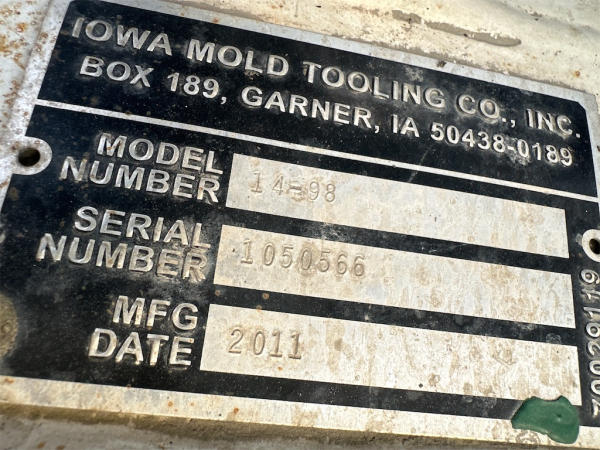 IOWA MOLD TOOLING CO., INC.
BOX 189, GARNER, IA 50438-0189
MODEL NUMBER 14-98
SERIAL NUMBER 1050566
MFG DATE 2011
70029119